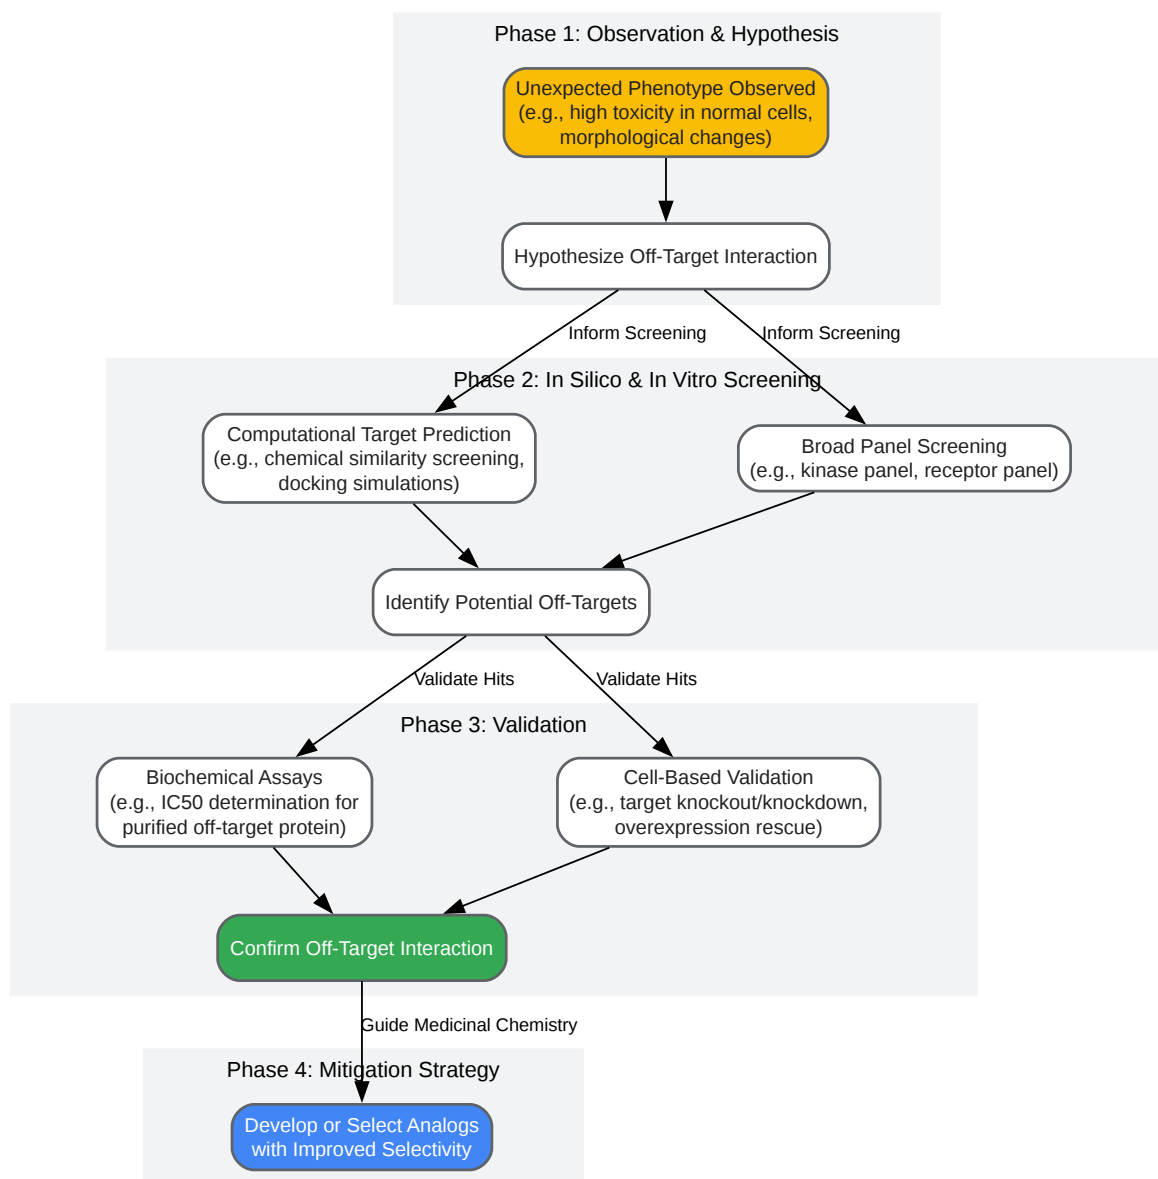 Phase 1: Observation & Hypothesis
Unexpected Phenotype Observed
(e.g., high toxicity in normal cells,
morphological changes)
Hypothesize Off-Target Interaction
Inform Screening
Inform Screening
Phase 2: In Silico & In Vitro Screening
Computational Target Prediction
(e.g., chemical similarity screening,
docking simulations)
Broad Panel Screening
(e.g., kinase panel, receptor panel)
Identify Potential Off-Targets
Validate Hits
Validate Hits
Phase 3: Validation
Biochemical Assays
(e.g., IC50 determination for
purified off-target protein)
Cell-Based Validation
(e.g., target knockout/knockdown,
overexpression rescue)
Confirm Off-Target Interaction
Guide Medicinal Chemistry
Phase 4: Mitigation Strategy
Develop or Select Analogs
with Improved Selectivity